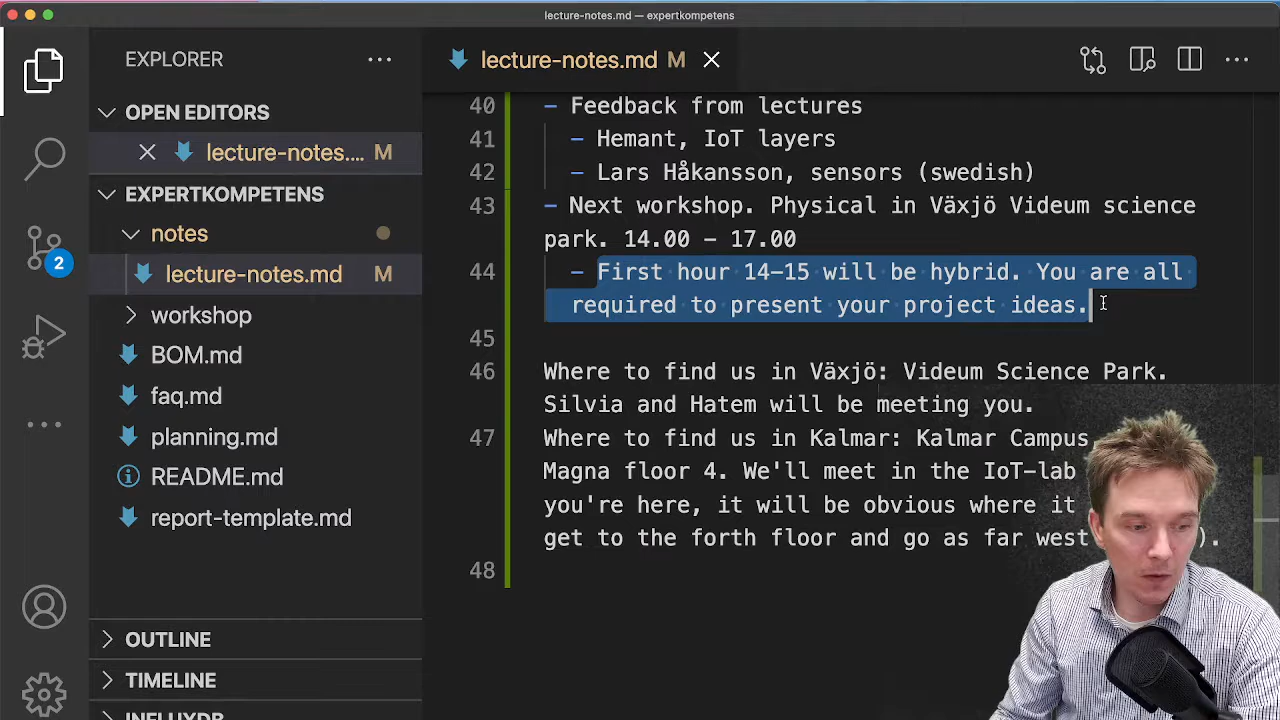 lecture-notes.md — expertkompetens
EXPLORER
OPEN EDITORS
lecture-notes.... M
EXPERTKOMPETENS
notes
lecture-notes.md M
workshop
BOM.md
faq.md
planning.md
README.md
report-template.md
OUTLINE
TIMELINE
INFLUXDB
2
lecture-notes.md M
40 - Feedback from lectures
41 - Hemant, IoT layers
42 - Lars Håkansson, sensors (swedish)
43 - Next workshop. Physical in Växjö Videum science
park. 14.00 - 17.00
44 - First hour 14-15 will be hybrid. You are all
required to present your project ideas.
45
46 Where to find us in Växjö: Videum Science Park.
Silvia and Hatem will be meeting you.
47 Where to find us in Kalmar: Kalmar Campus
Magna floor 4. We'll meet in the IoT-lab
you're here, it will be obvious where it
get to the forth floor and go as far west ).
48